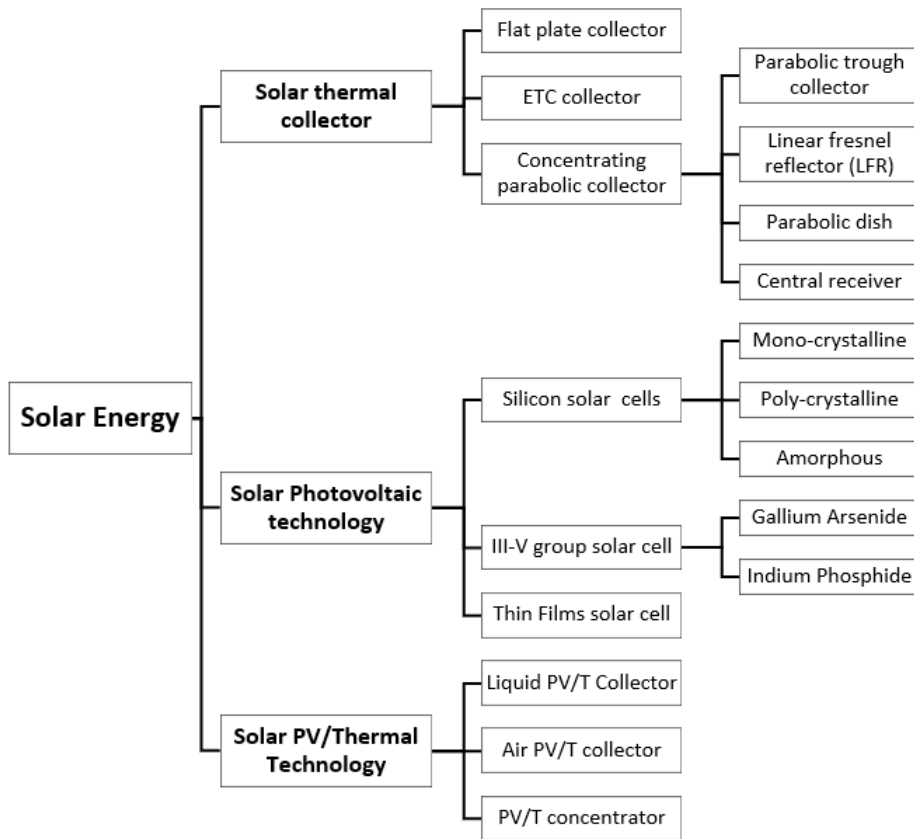 Solar Energy
Solar thermal
collector
Flat plate collector
ETC collector
Concentrating
parabolic collector
Parabolic trough
collector
Linear fresnel
reflector (LFR)
Parabolic dish
Central receiver
Solar Photovoltaic
technology
Silicon solar cells
Mono-crystalline
Poly-crystalline
Amorphous
III-V group solar cell
Gallium Arsenide
Indium Phosphide
Thin Films solar cell
Solar PV/Thermal
Technology
Liquid PV/T Collector
Air PV/T collector
PV/T concentrator